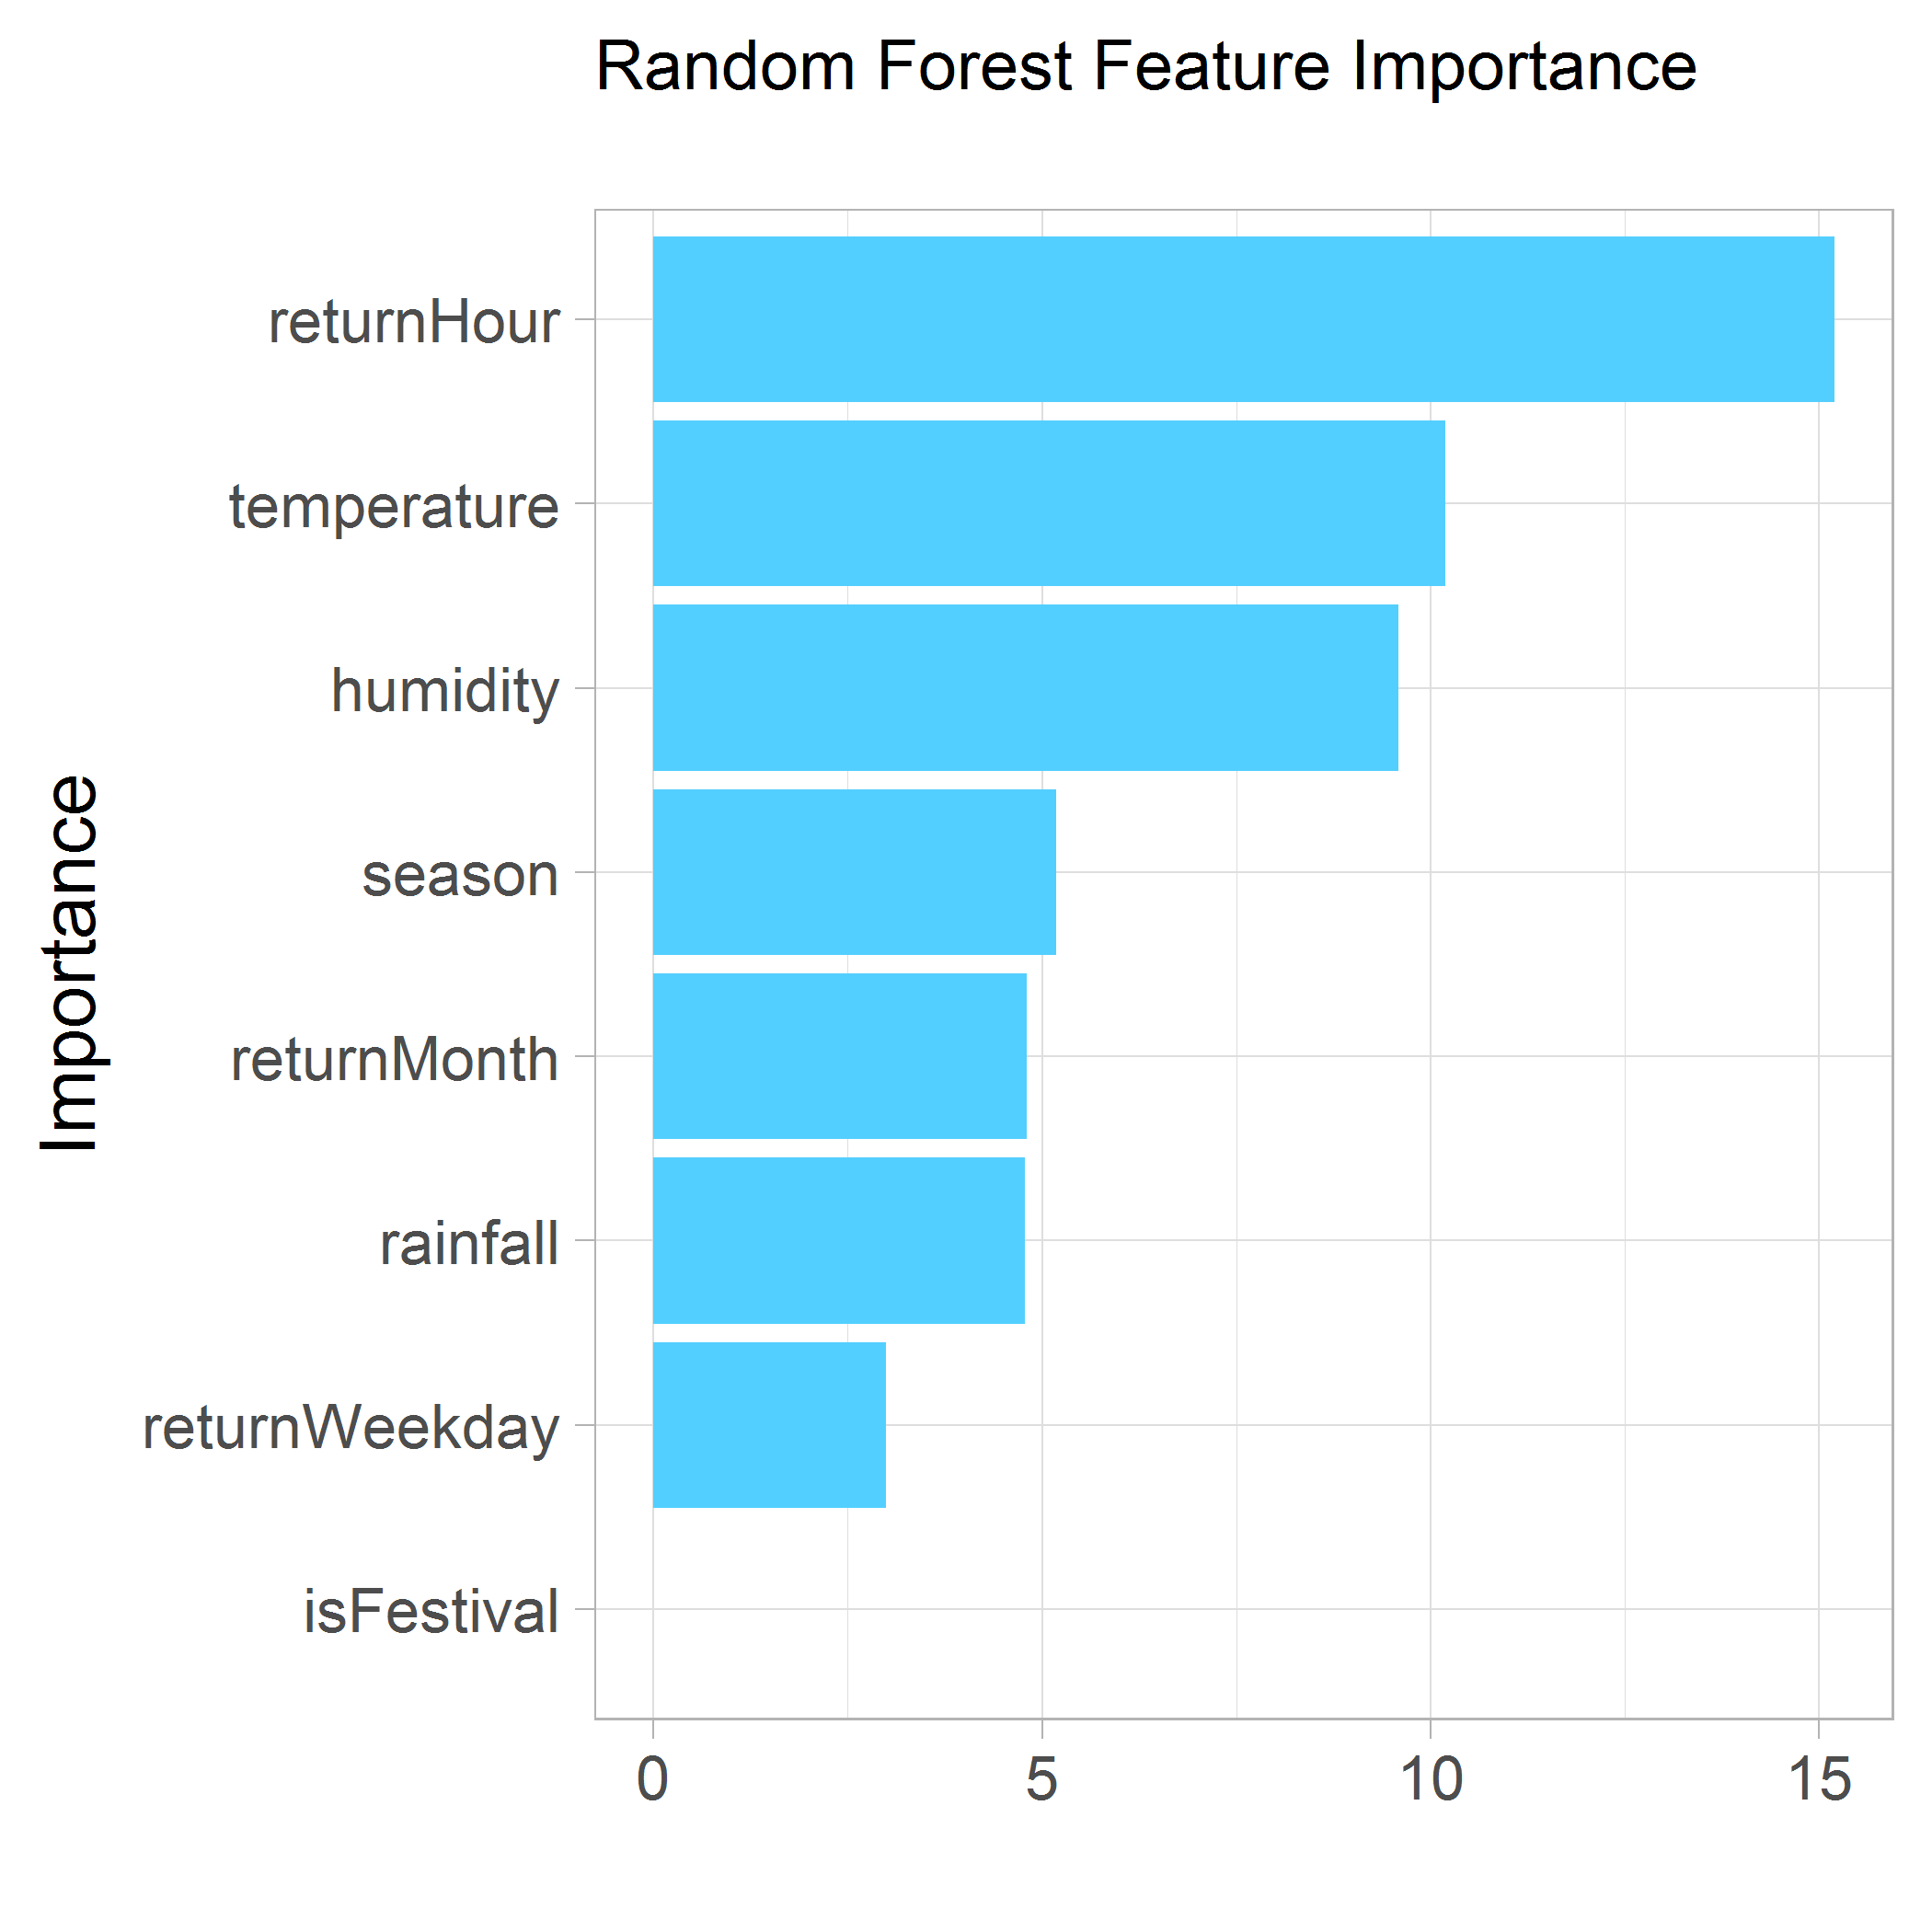 Random Forest Feature Importance
returnHour
temperature
humidity
season
returnMonth
rainfall
returnWeekday
isFestival
Importance
0 5 10 15